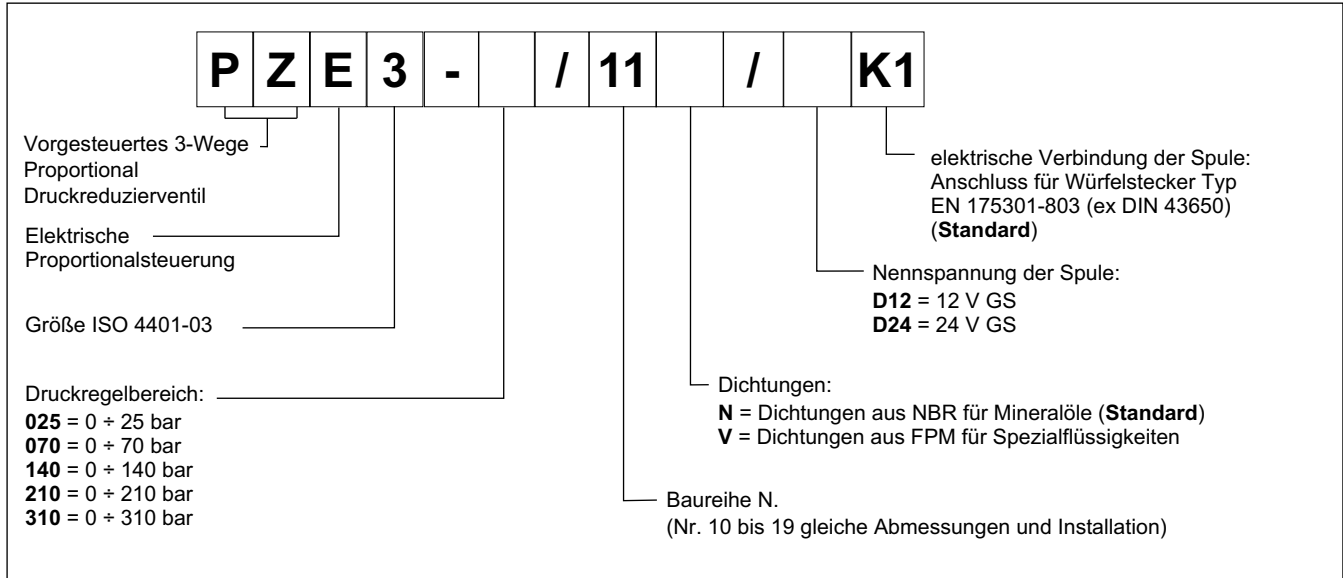 P Z E 3 - / 11 / K1
Vorgesteuertes 3-Wege
Proportional
Druckreduzierventil
Elektrische
Proportionalsteuerung
Größe ISO 4401-03
Druckregelbereich:
025 = 0 ÷ 25 bar
070 = 0 ÷ 70 bar
140 = 0 ÷ 140 bar
210 = 0 ÷ 210 bar
310 = 0 ÷ 310 bar
elektrische Verbindung der Spule:
Anschluss für Würfelstecker Typ
EN 175301-803 (ex DIN 43650)
(Standard)
Nennspannung der Spule:
D12 = 12 V GS
D24 = 24 V GS
Dichtungen:
N = Dichtungen aus NBR für Mineralöle (Standard)
V = Dichtungen aus FPM für Spezialflüssigkeiten
Baureihe N.
(Nr. 10 bis 19 gleiche Abmessungen und Installation)